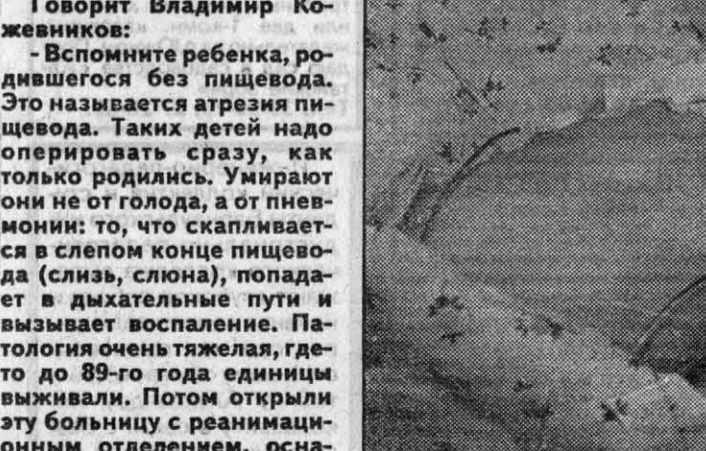 Говорит Владимир Ко-
жевников:
- Вспомните ребенка, ро-
дившегося без пищевода.
Это называется атрезия пи-
щевода. Таких детей надо
оперировать сразу, как
только родились. Умирают
они не от голода, а от пнев-
монии: то, что скапливает-
ся в слепом конце пищево-
да (слизь, слюна), попада-
ет в дыхательные пути и
вызывает воспаление. Па-
тология очень тяжелая, где-
то до 89-го года единицы
выживали. Потом открыли
эту больницу с реанимаци-
онным отделением, осна-